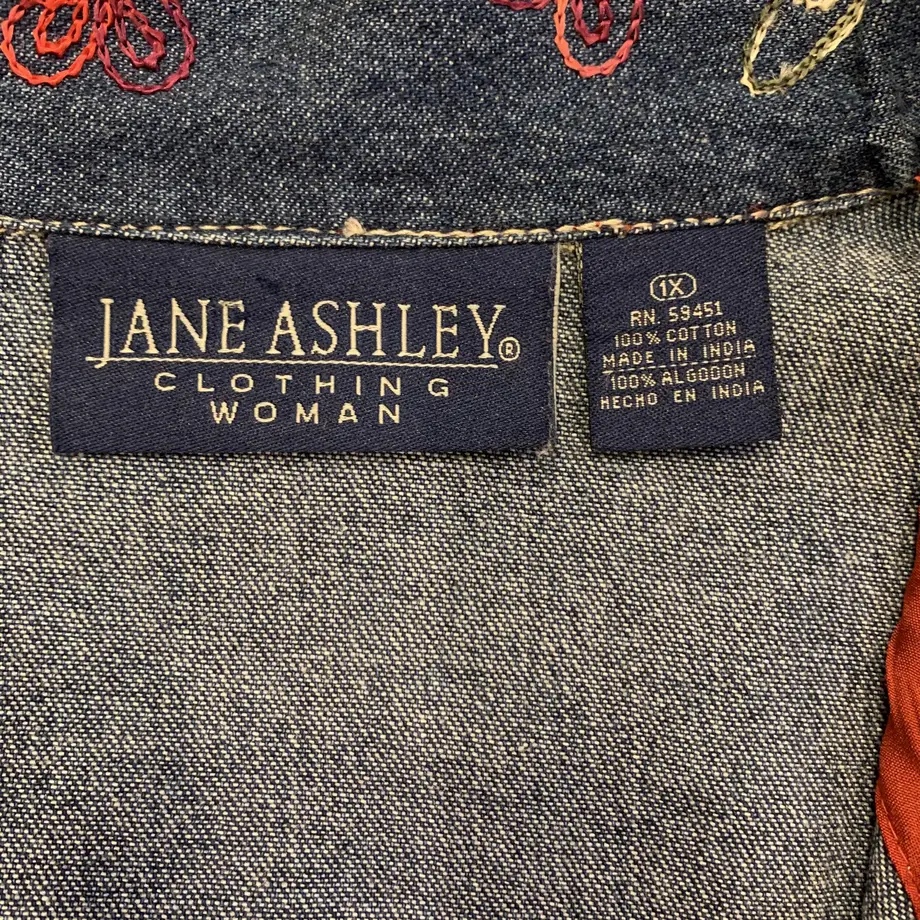 JANE ASHLEY®
CLOTHING
WOMAN
1X
RN. 59451
100% COTTON
MADE IN INDIA
100% ALGODON
HECHO EN INDIA